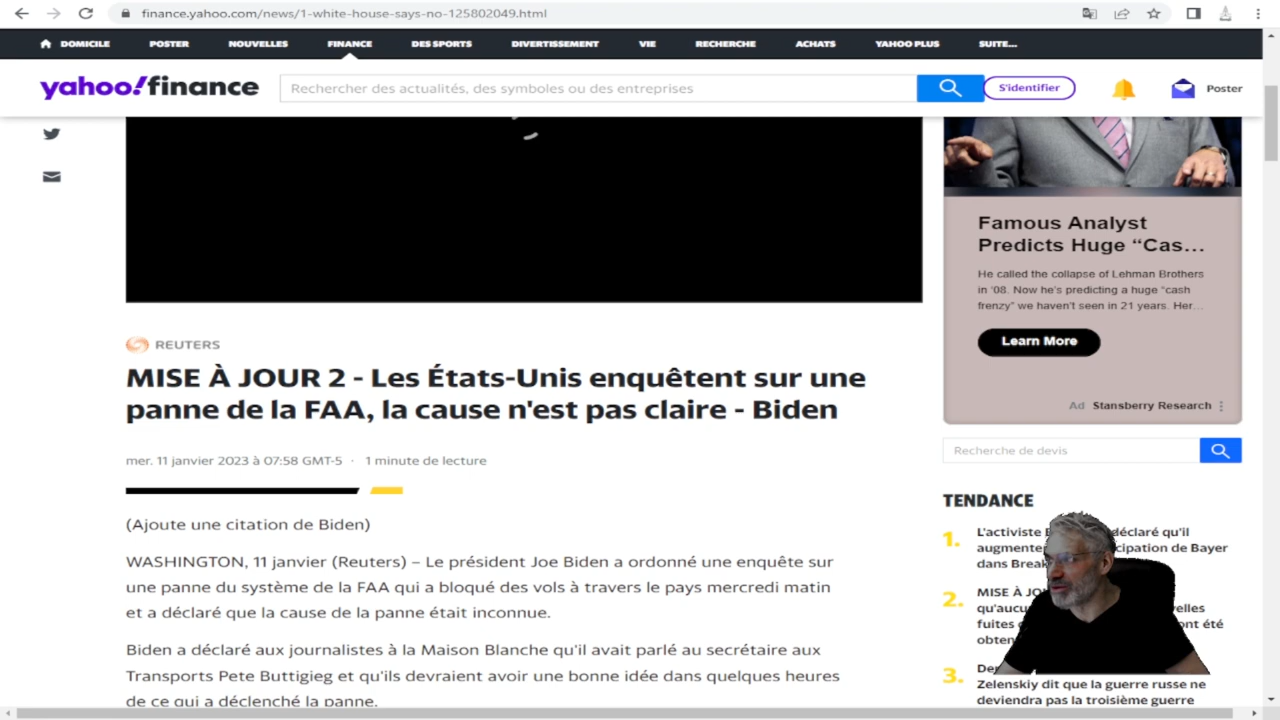 finance.yahoo.com/news/1-white-house-says-no-125802049.html
DOMICILE POSTER NOUVELLES FINANCE DES SPORTS DIVERTISSEMENT VIE RECHERCHE ACHATS YAHOO PLUS SUITE...
yahoo!finance
Rechercher des actualités, des symboles ou des entreprises
S'identifier
Poster
Famous Analyst
Predicts Huge “Cas...
He called the collapse of Lehman Brothers
in '08. Now he's predicting a huge “cash
frenzy” we haven't seen in 21 years. Her...
Learn More
Ad Stansberry Research
REUTERS
MISE À JOUR 2 - Les États-Unis enquêtent sur une
panne de la FAA, la cause n'est pas claire - Biden
mer. 11 janvier 2023 à 07:58 GMT-5 · 1 minute de lecture
(Ajoute une citation de Biden)
WASHINGTON, 11 janvier (Reuters) – Le président Joe Biden a ordonné une enquête sur
une panne du système de la FAA qui a bloqué des vols à travers le pays mercredi matin
et a déclaré que la cause de la panne était inconnue.
Biden a déclaré aux journalistes à la Maison Blanche qu'il avait parlé au secrétaire aux
Transports Pete Buttigieg et qu'ils devraient avoir une bonne idée dans quelques heures
de ce qui a déclenché la panne.
Recherche de devis
TENDANCE
1. L'activiste déclaré qu'il
augmente de Bayer
dans
2. MISE À
fuites ont été
3.
Zelenskiy dit que la guerre russe ne
deviendra pas la troisième guerre